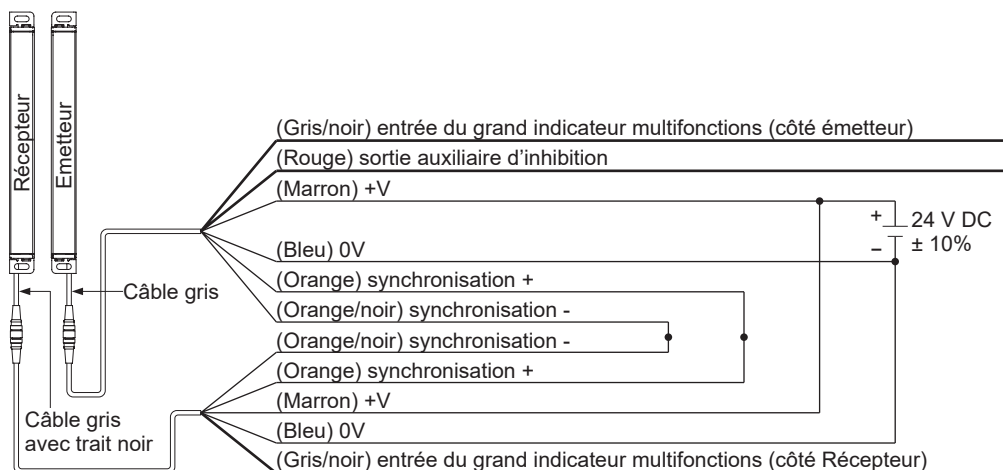 Récepteur
Emetteur
(Gris/noir) entrée du grand indicateur multifonctions (côté émetteur)
(Rouge) sortie auxiliaire d'inhibition
(Marron) +V
+
24 V DC
–
± 10%
(Bleu) 0V
(Orange) synchronisation +
Câble gris
(Orange/noir) synchronisation -
(Orange/noir) synchronisation -
(Orange) synchronisation +
(Marron) +V
Câble gris
avec trait noir
(Bleu) 0V
(Gris/noir) entrée du grand indicateur multifonctions (côté Récepteur)